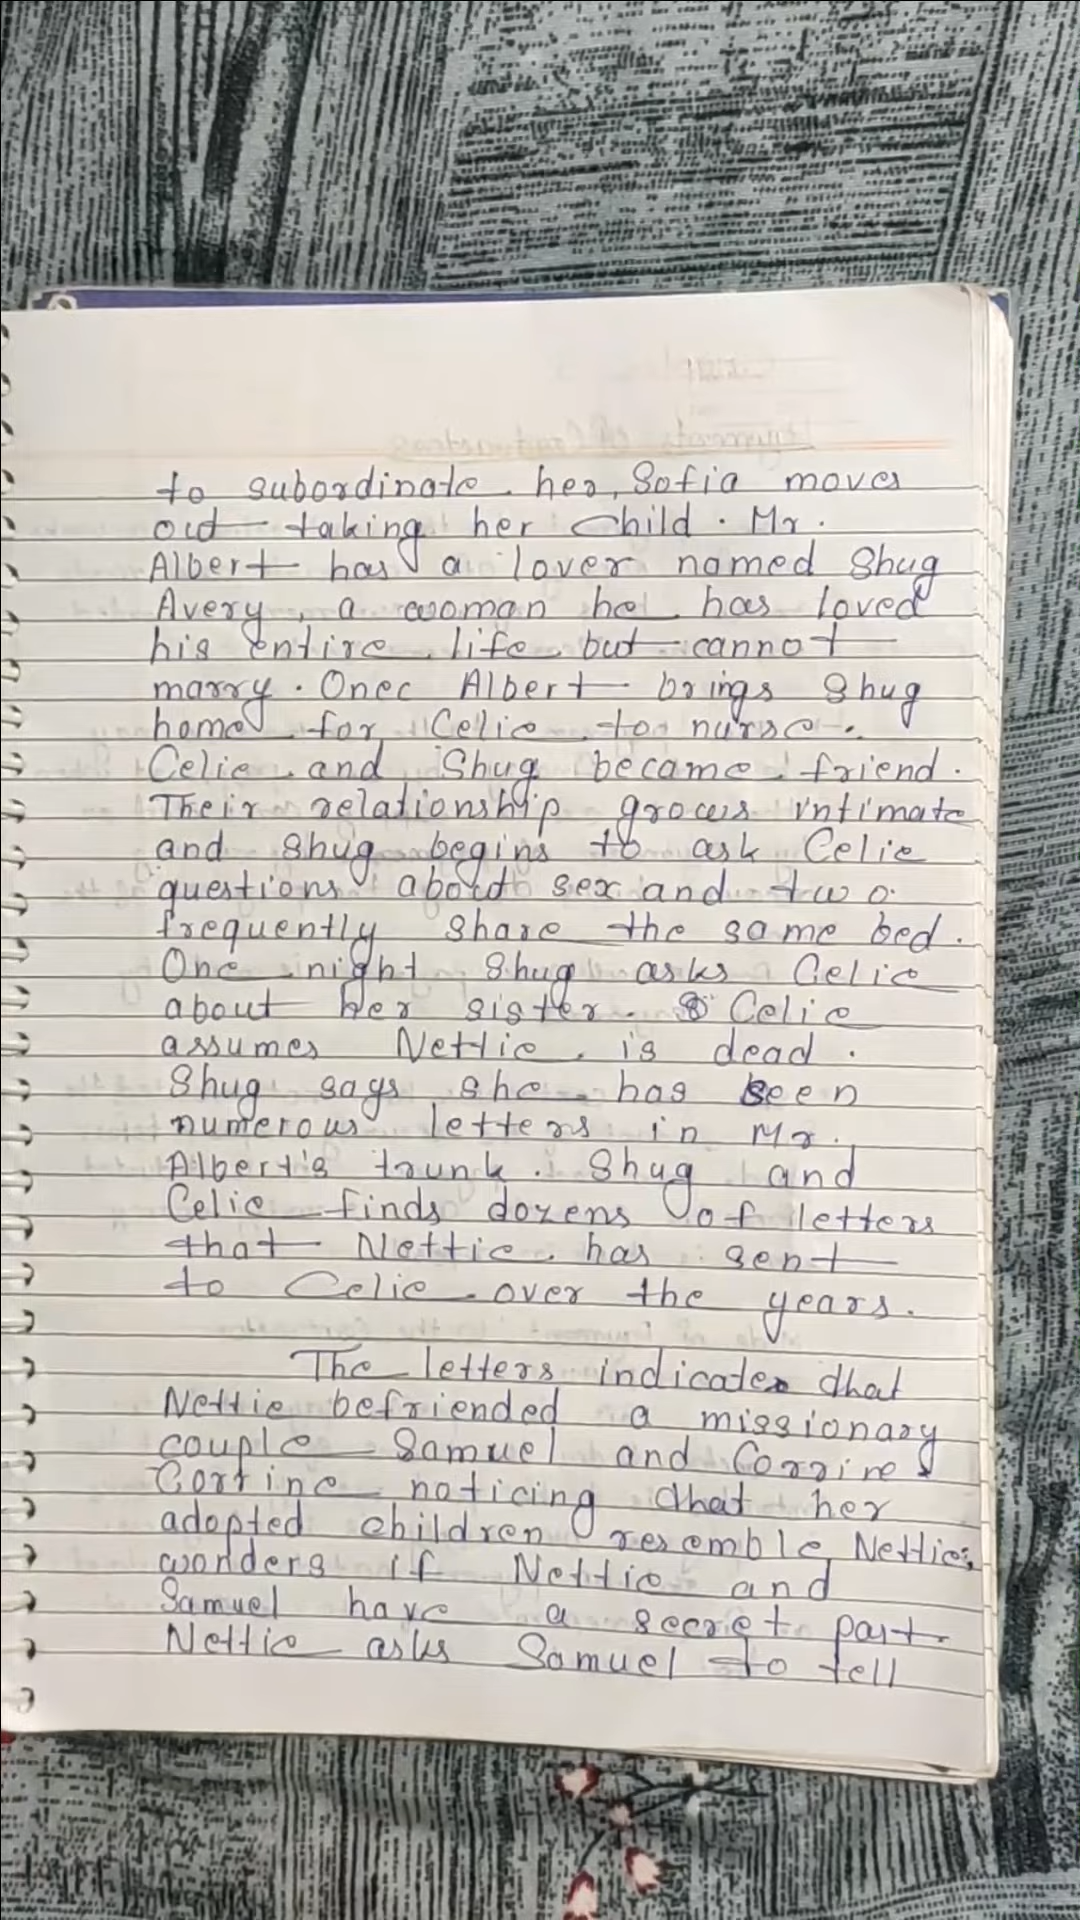 to subordinate her, Sofia moves
out taking her child. Mr.
Albert has a lover named Shug
Avery, a woman he has loved
his entire life but cannot
marry. Once Albert brings Shug
home for Celie to nurse.
Celie and Shug became friend.
Their relationship grows intimate
and Shug begins to ask Celie
questions about sex and two
frequently share the same bed.
One night Shug asks Celie
about her sister. Celie
assumes Nettie is dead.
Shug says she has seen
numerous letters in Mr.
Albert's trunk. Shug and
Celie finds dozens of letters
that Nettie has sent
to Celie over the years.
The letters indicates that
Nettie befriended a missionary
couple Samuel and Corrine
Corrine noticing that her
adopted children resemble Nettie,
wonders if Nettie and
Samuel have a secret past.
Nettie asks Samuel to tell